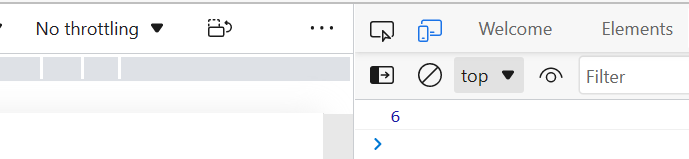 No throttling
Welcome
Elements
top
Filter
6